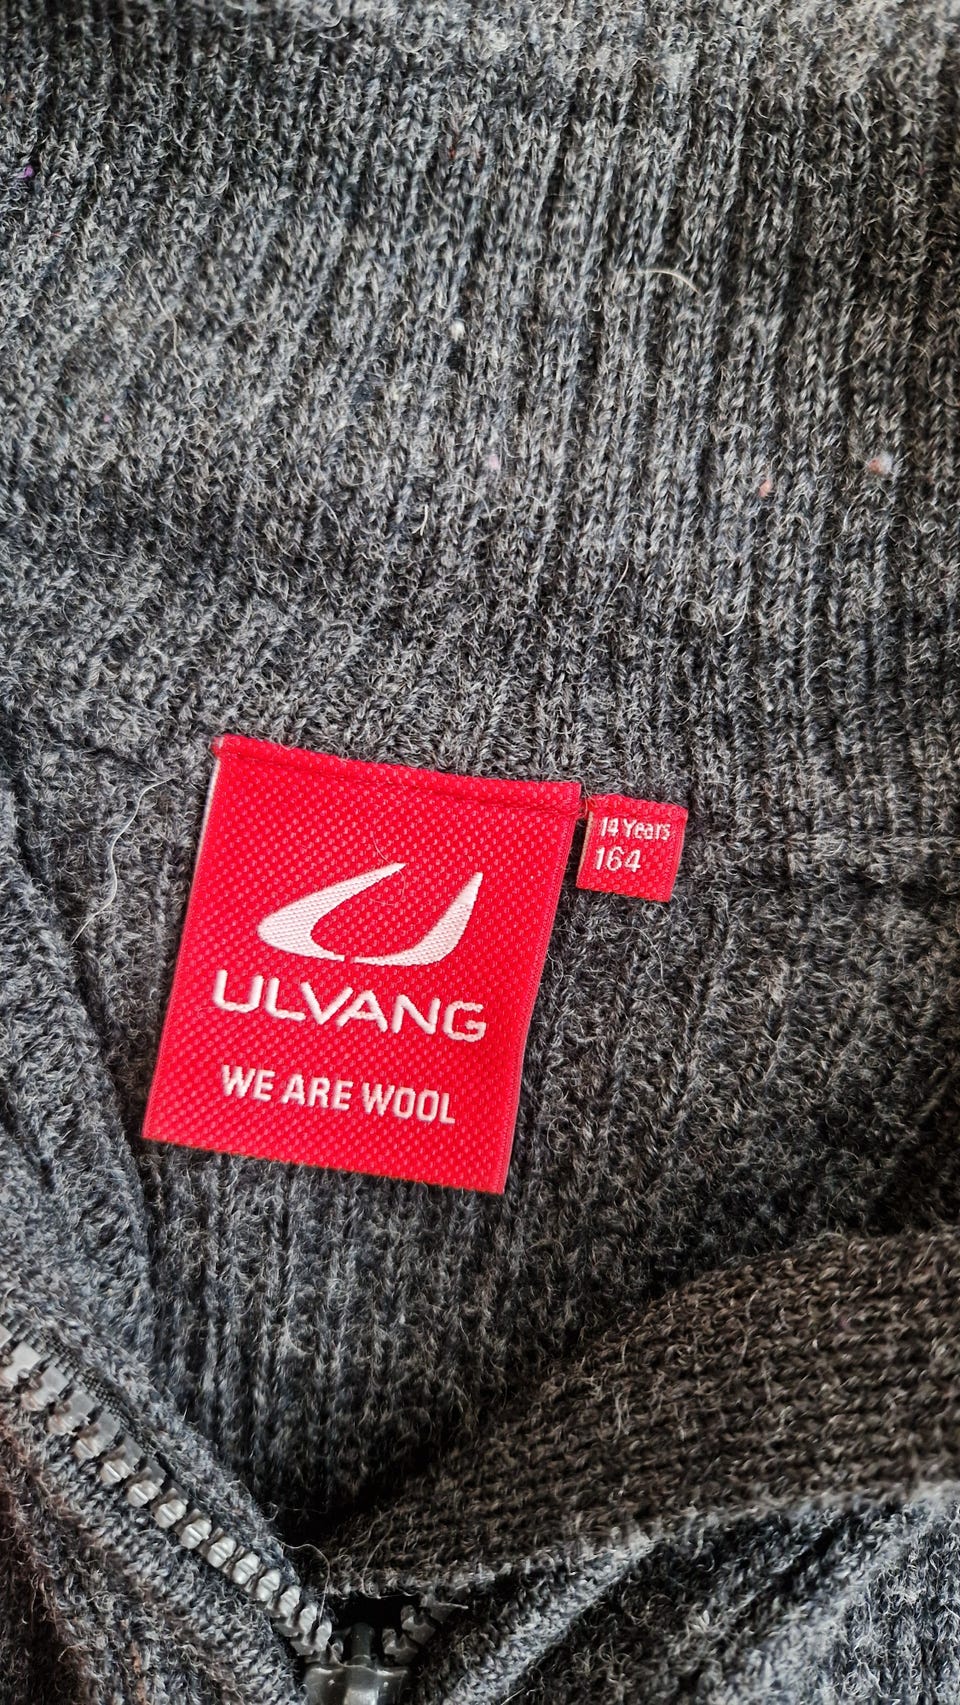 ULVANG
WE ARE WOOL
14 Years
164